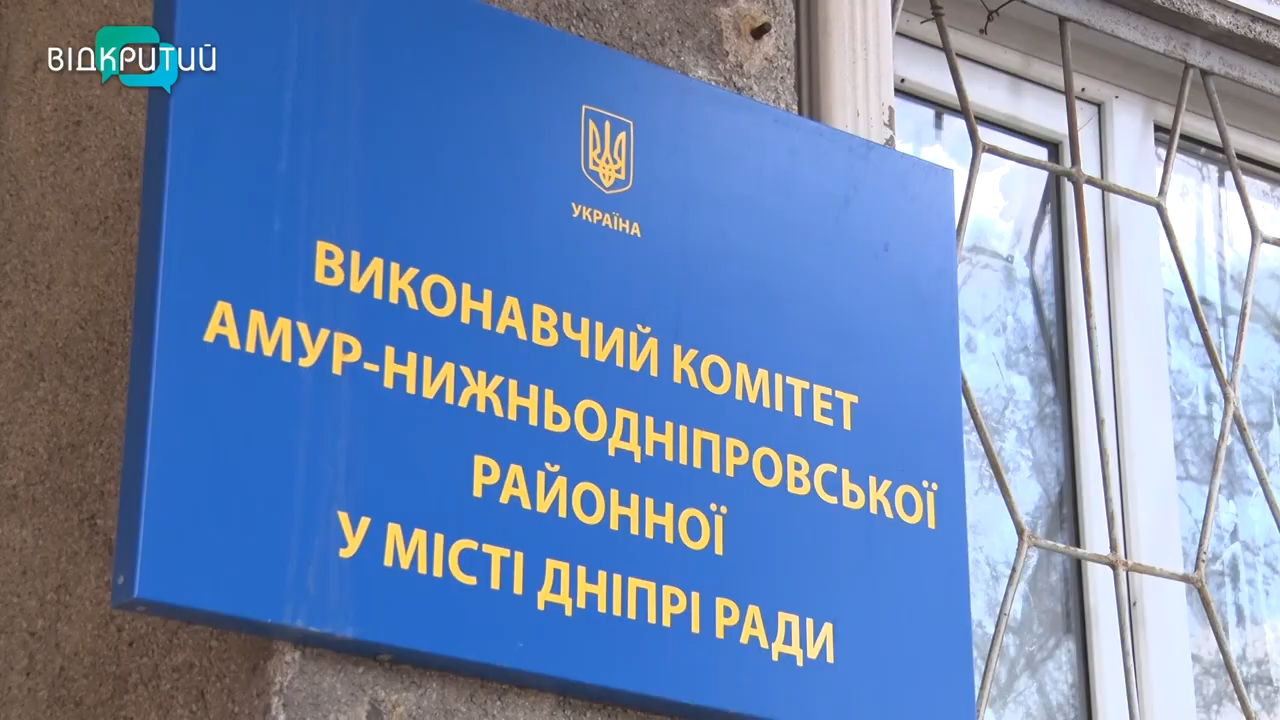 ВІДКРИТИЙ
УКРАЇНА
ВИКОНАВЧИЙ КОМІТЕТ
АМУР-НИЖНЬОДНІПРОВСЬКОЇ
РАЙОННОЇ
У МІСТІ ДНІПРІ РАДИ